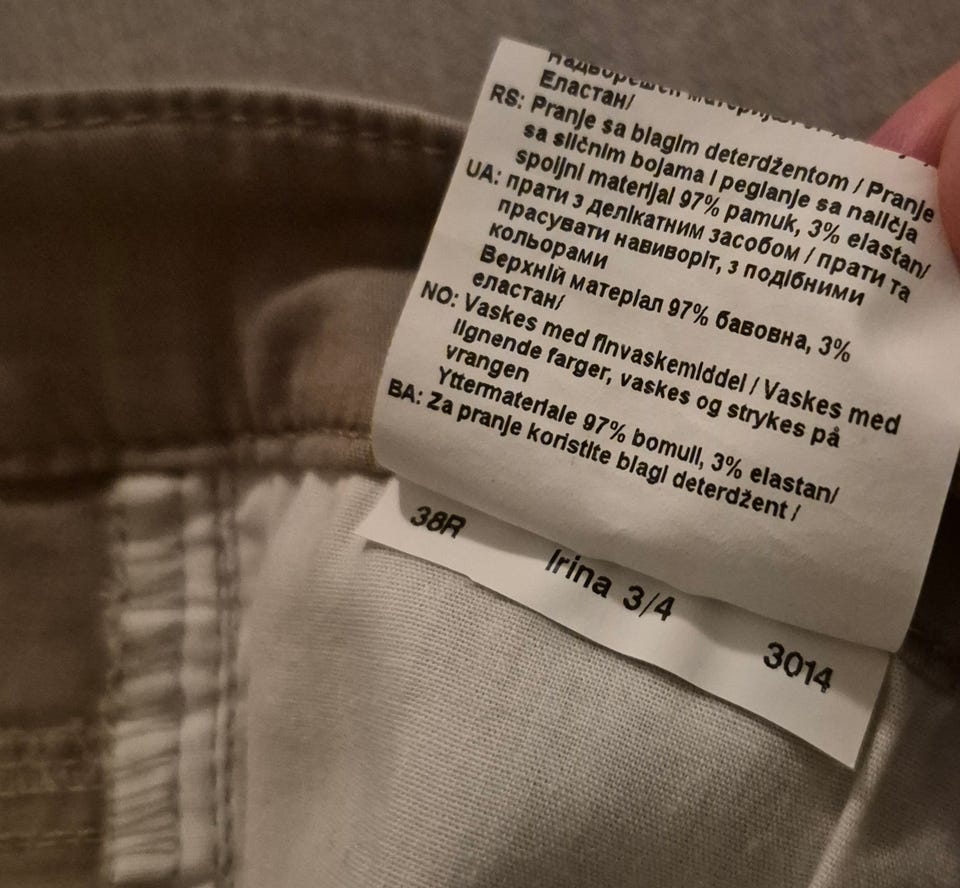 Надворешен материјал
Еластан/
RS: Pranje sa blagim deterdžentom / Pranje
sa sličnim bojama i peglanje sa naličja
spoljni materijal 97% pamuk, 3% elastan/
UA: прати з делікатним засобом / прати та
прасувати навиворіт, з подібними
кольорами
Верхній матеріал 97% бавовна, 3%
еластан/
NO: Vaskes med finvaskemiddel / Vaskes med
lignende farger, vaskes og strykes på
vrangen
Yttermateriale 97% bomull, 3% elastan/
BA: Za pranje koristite blagi deterdžent /
38R Irina 3/4 3014